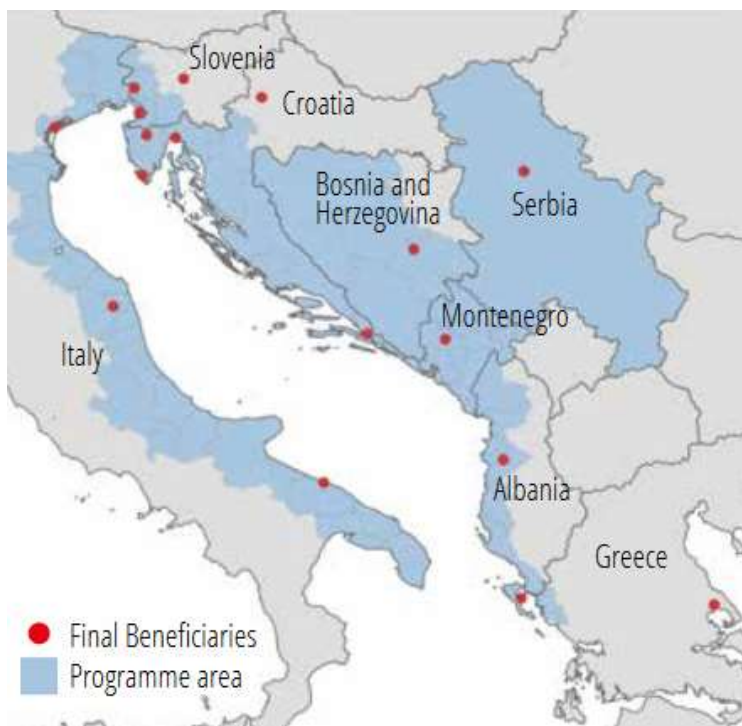 Slovenia
Croatia
Bosnia and
Herzegovina
Serbia
Montenegro
Italy
Albania
Greece
Final Beneficiaries
Programme area